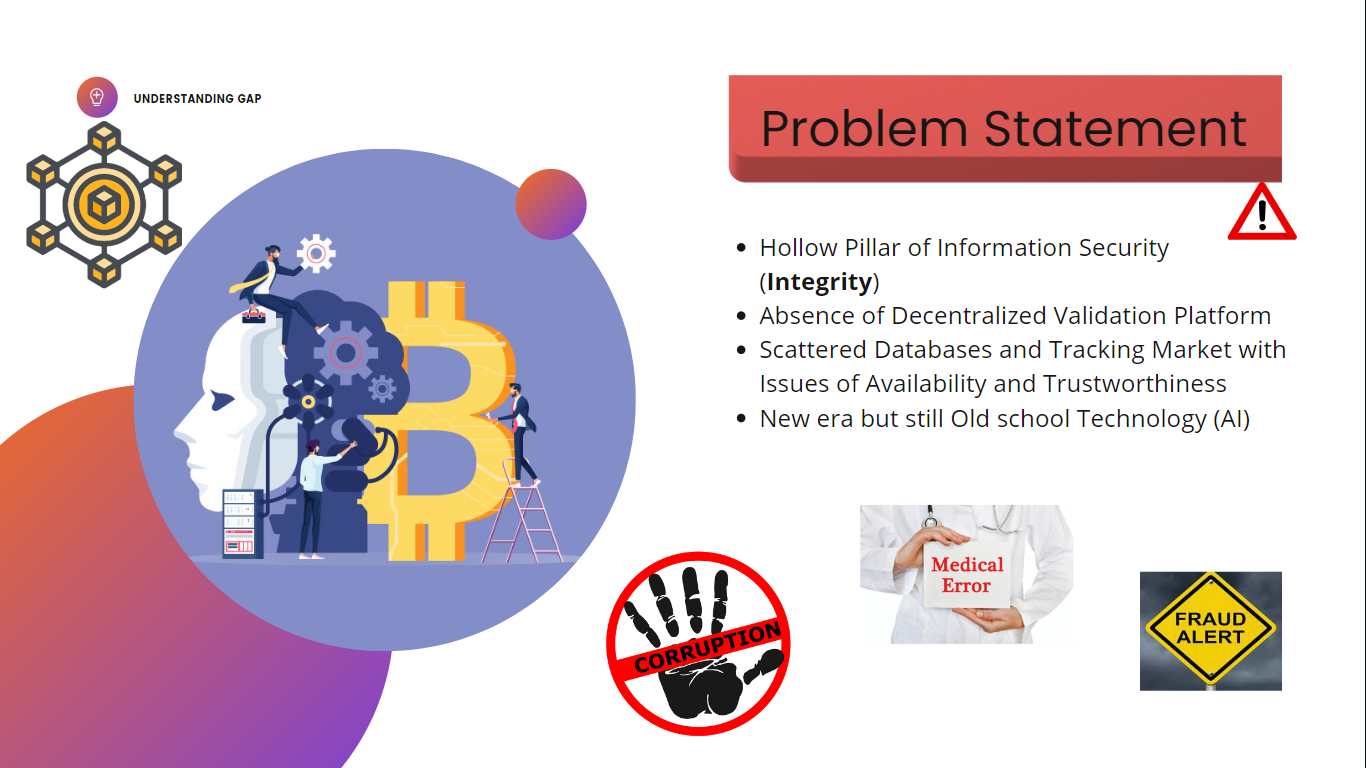 UNDERSTANDING GAP
Problem Statement
Hollow Pillar of Information Security
(Integrity)
Absence of Decentralized Validation Platform
Scattered Databases and Tracking Market with
Issues of Availability and Trustworthiness
New era but still Old school Technology (AI)
Medical
Error
FRAUD
ALERT
CORRUPTION